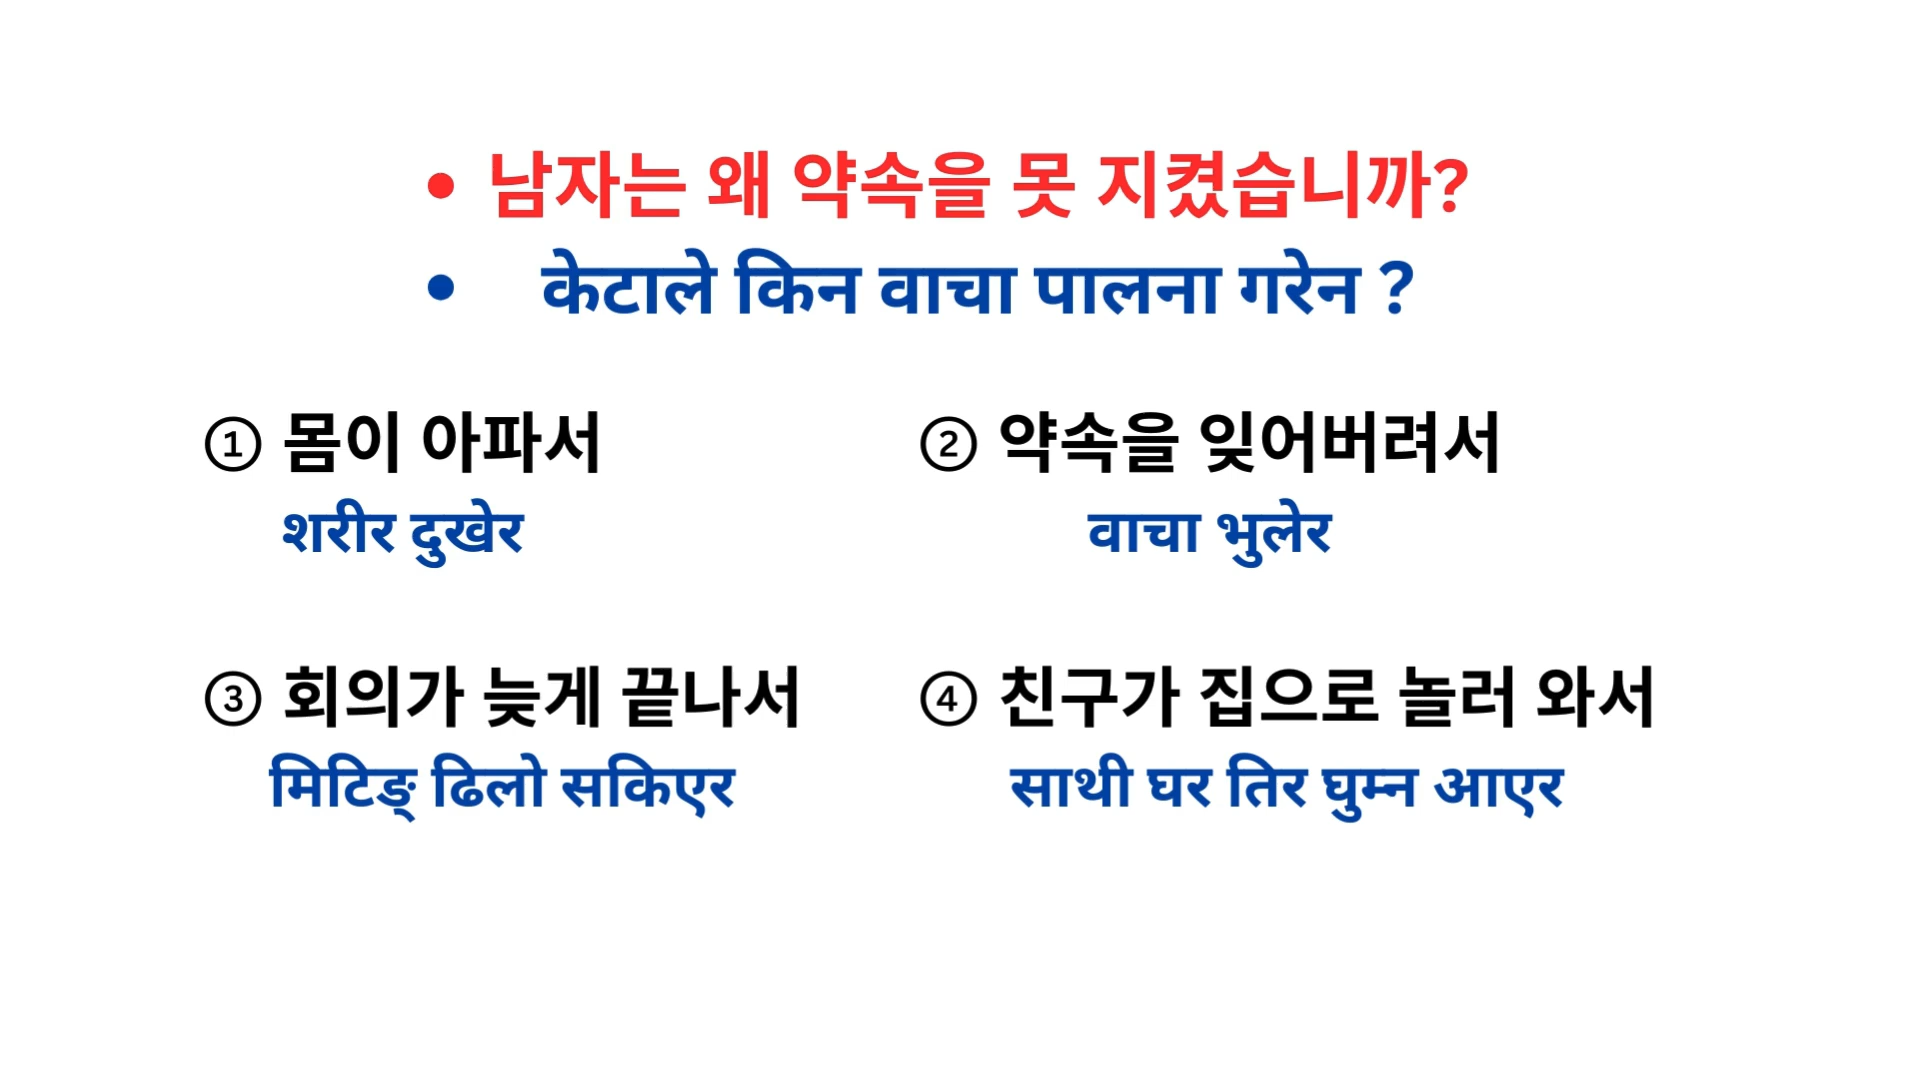 • 남자는 왜 약속을 못 지켰습니까?
• केटाले किन वाचा पालना गरेन ?
① 몸이 아파서
शरीर दुखेर
② 약속을 잊어버려서
वाचा भुलेर
③ 회의가 늦게 끝나서
मिटिङ् ढिलो सकिएर
④ 친구가 집으로 놀러 와서
साथी घर तिर घुम्न आएर